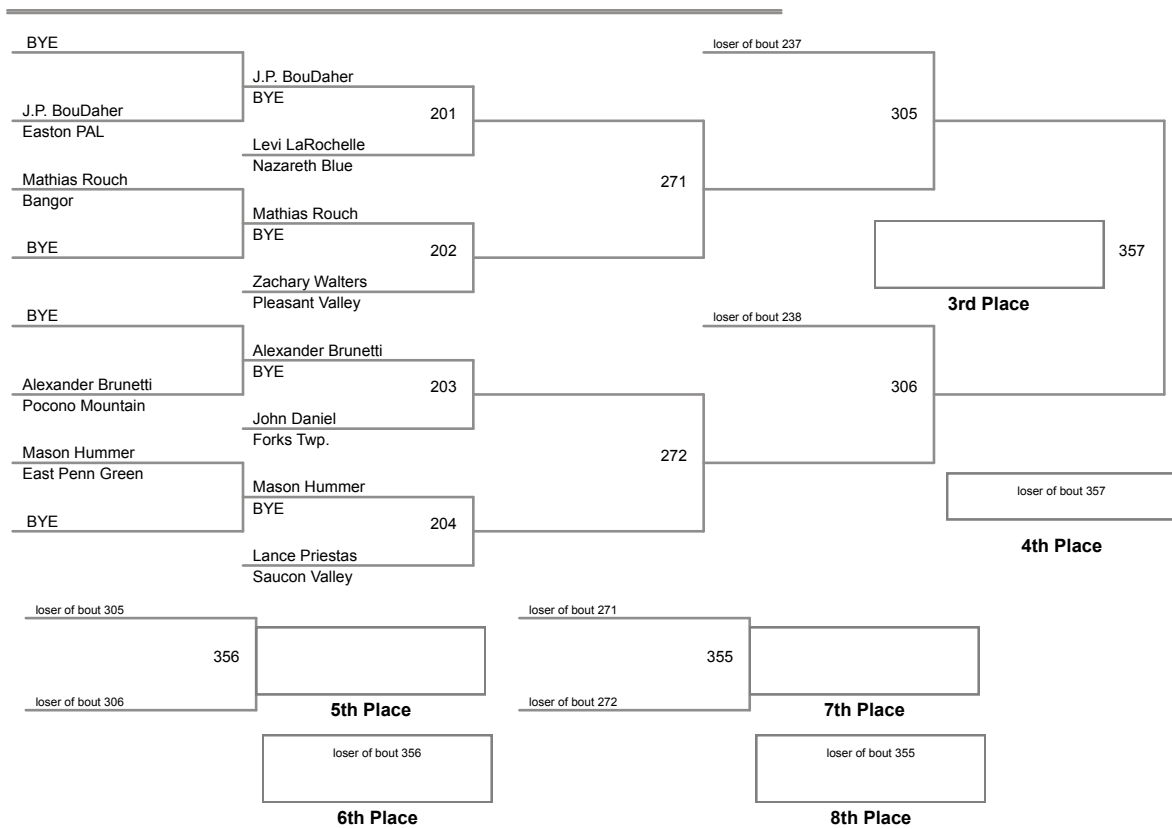 BYE
loser of bout 237
J.P. BouDaher
BYE
J.P. BouDaher
Easton PAL
201
305
Levi LaRochelle
Nazareth Blue
Mathias Rouch
Bangor
271
Mathias Rouch
BYE
BYE
202
357
Zachary Walters
Pleasant Valley
3rd Place
BYE
loser of bout 238
Alexander Brunetti
BYE
Alexander Brunetti
Pocono Mountain
203
306
John Daniel
Forks Twp.
Mason Hummer
East Penn Green
272
Mason Hummer
BYE
loser of bout 357
BYE
204
4th Place
Lance Priestas
Saucon Valley
loser of bout 305
loser of bout 271
356
355
loser of bout 306
5th Place
loser of bout 272
7th Place
loser of bout 356
loser of bout 355
6th Place
8th Place